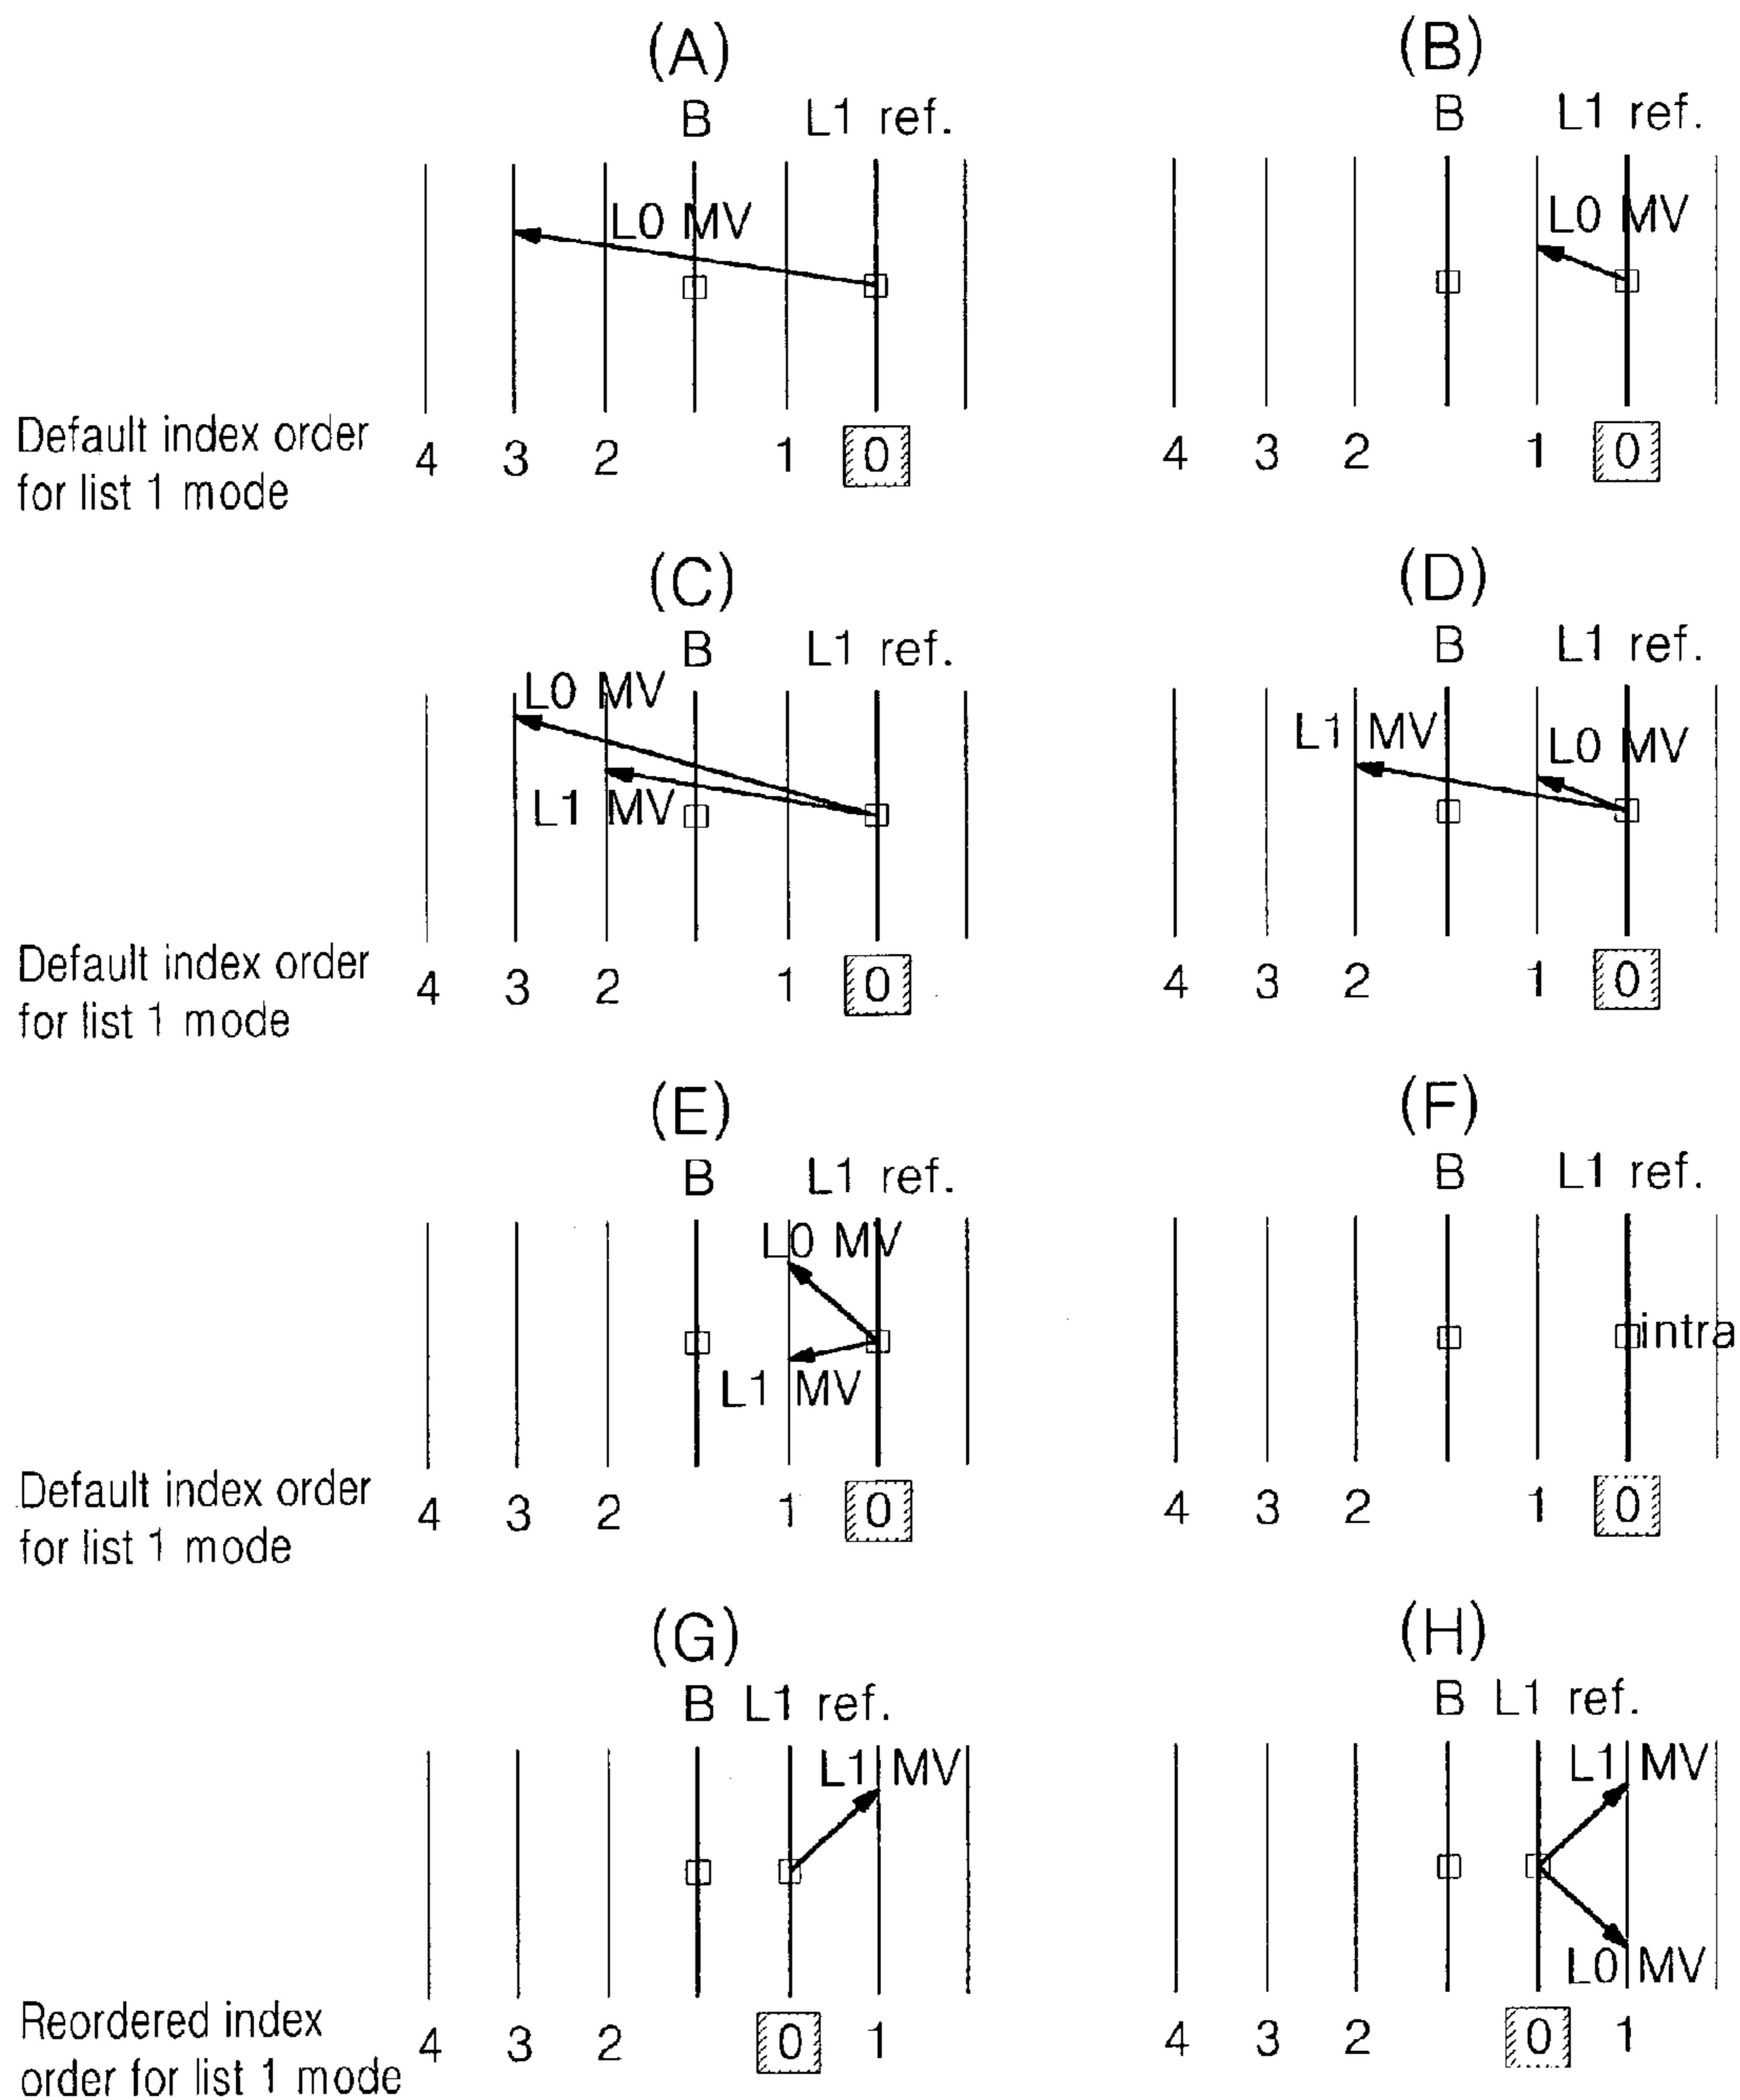 (A) (B)
B L1 ref. B L1 ref.
L0 MV L0 MV
Default index order
for list 1 mode
4 3 2 1 0 4 3 2 1 0
(C) (D)
B L1 ref. B L1 ref.
L0 MV L1 MV L0 MV
L1 MV
Default index order
for list 1 mode
4 3 2 1 0 4 3 2 1 0
(E) (F)
B L1 ref. B L1 ref.
L0 MV
intra
L1 MV
Default index order
for list 1 mode
4 3 2 1 0 4 3 2 1 0
(G) (H)
B L1 ref. B L1 ref.
L1 MV L1 MV
L0 MV
Reordered index
order for list 1 mode
4 3 2 0 1 4 3 2 0 1